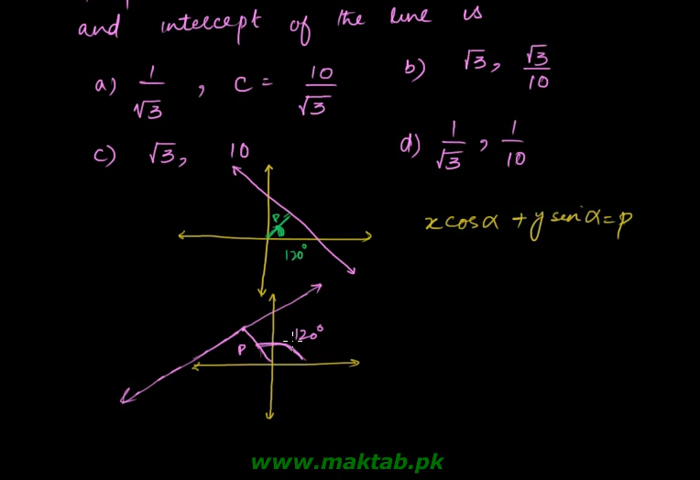 and intercept of the line is
a) 1/√3 , C = 10/√3
b) √3, √3/10
c) √3, 10
d) 1/√3 , 1/10
P
120°
x cos α + y sin α = p
120°
P
www.maktab.pk